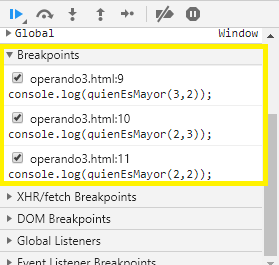 Global Window
Breakpoints
operando3.html:9
console.log(quienEsMayor(3,2));
operando3.html:10
console.log(quienEsMayor(2,3));
operando3.html:11
console.log(quienEsMayor(2,2));
XHR/fetch Breakpoints
DOM Breakpoints
Global Listeners
Event Listener Breakpoints